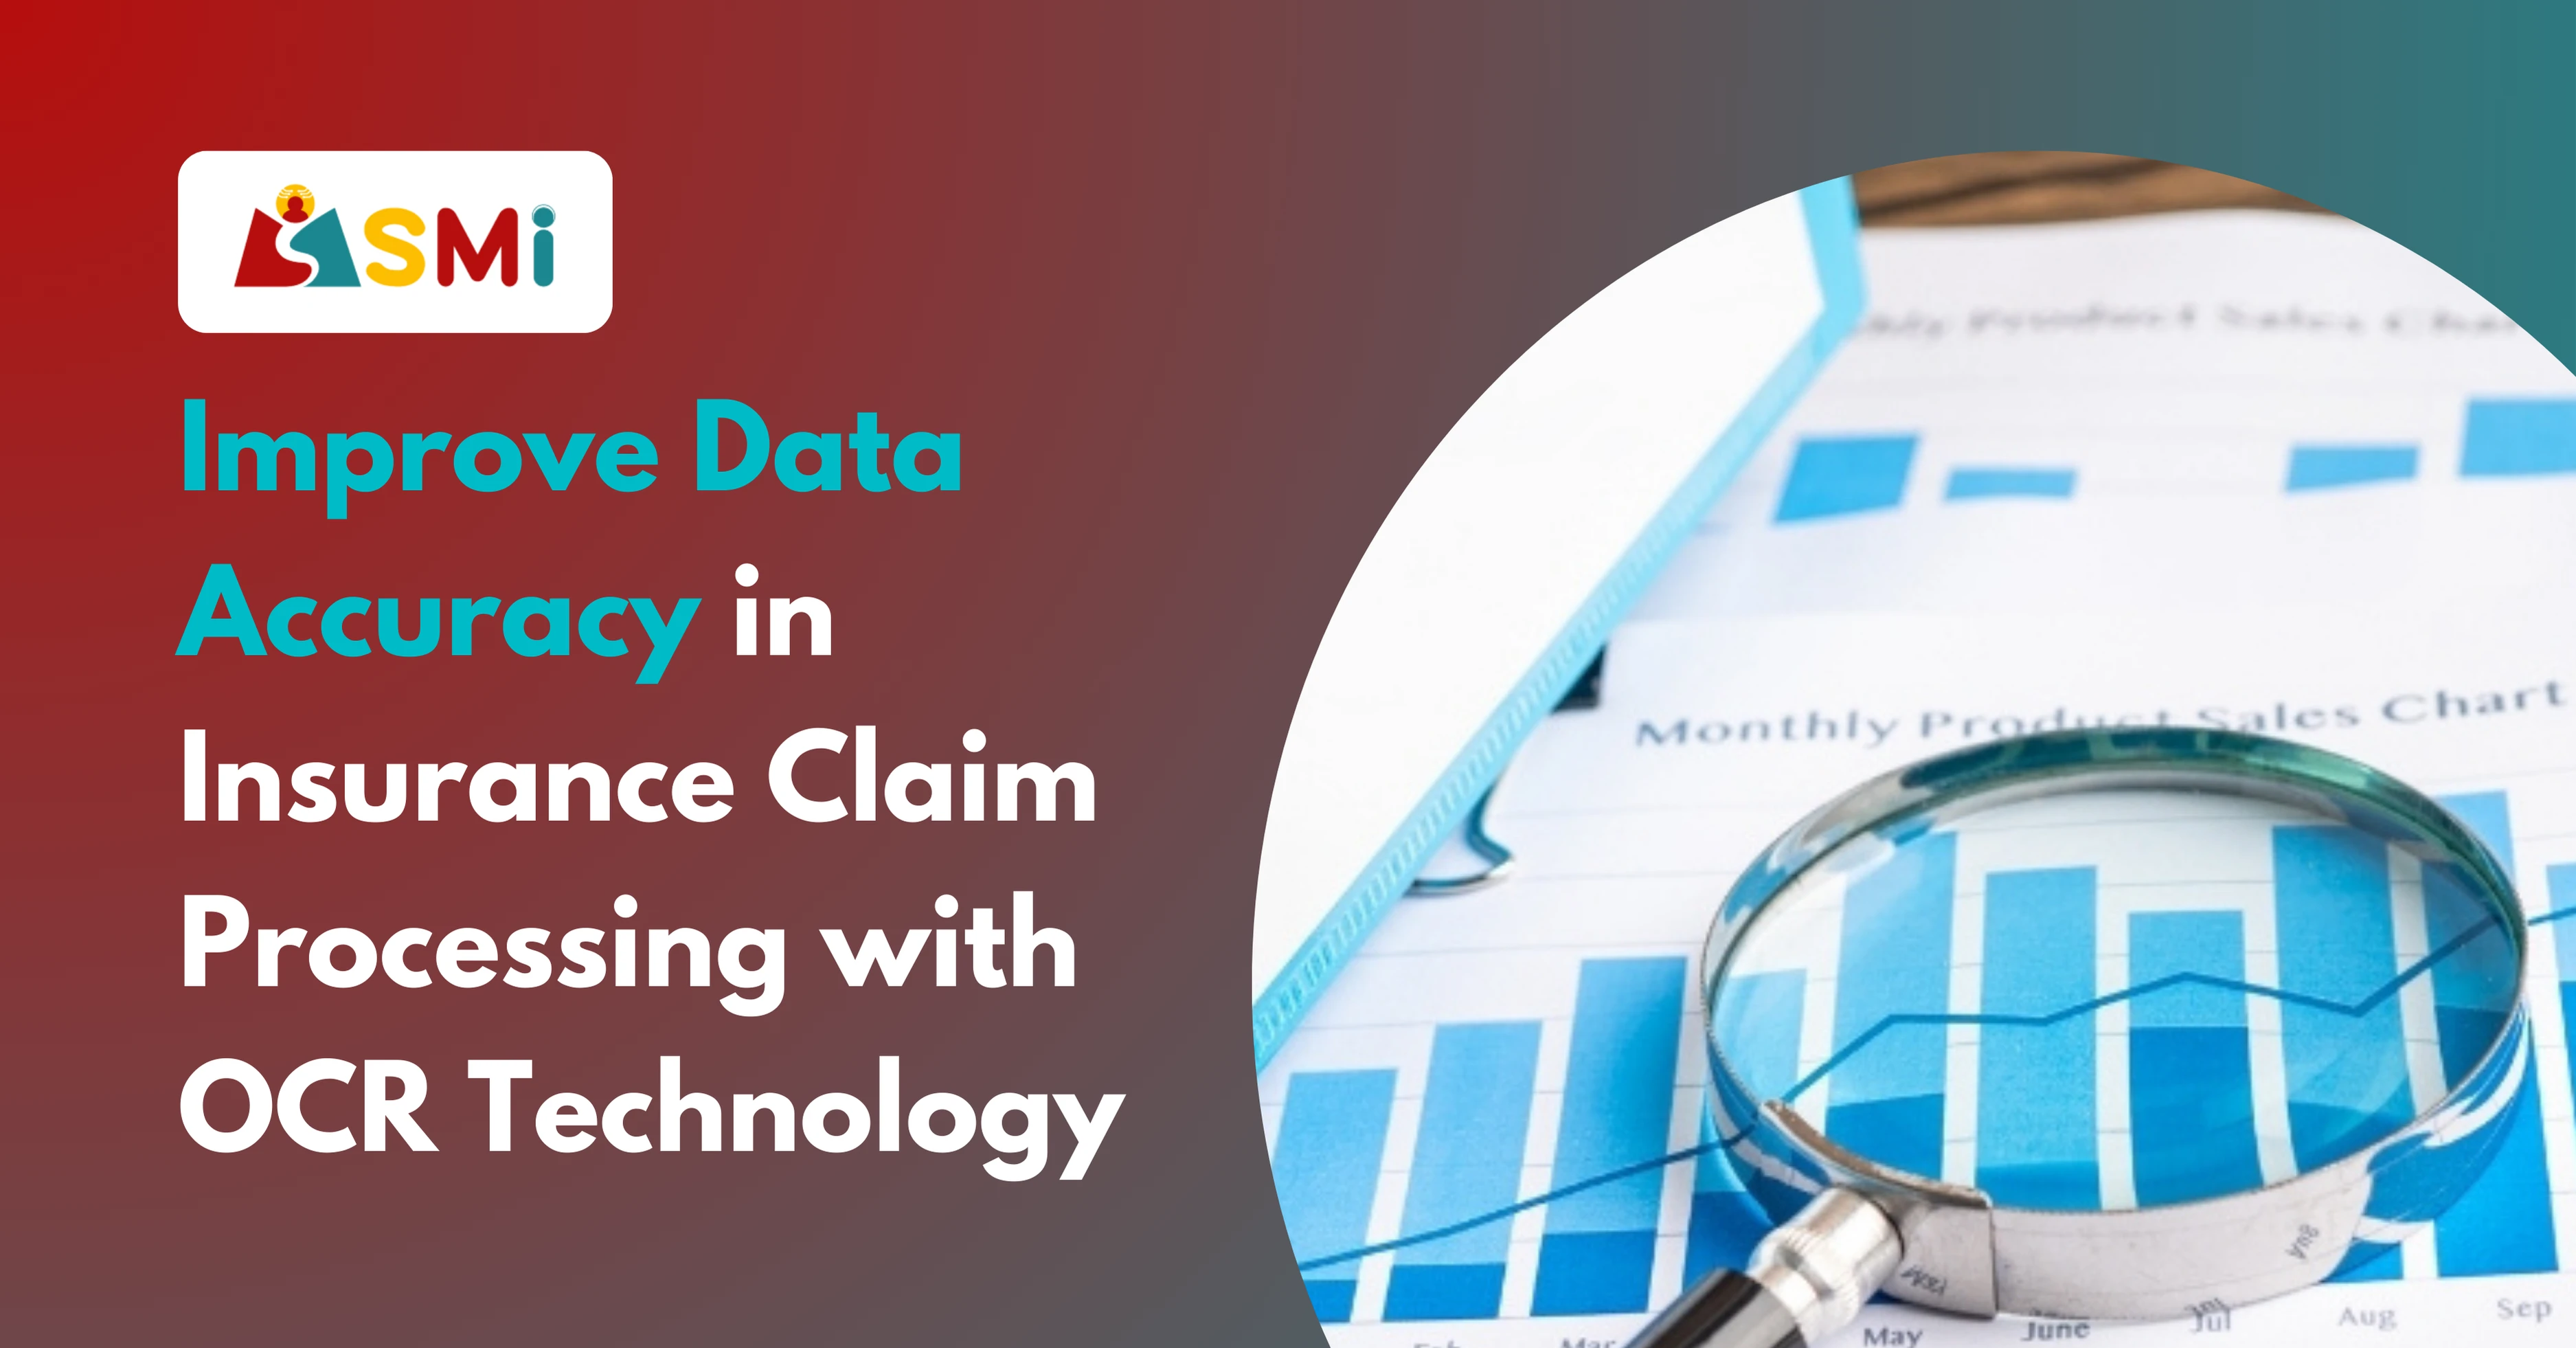 SMi
Improve Data
Accuracy in
Insurance Claim
Processing with
OCR Technology
Monthly Product Sales Chart
Mar
May
June
Jul
Aug
Sep